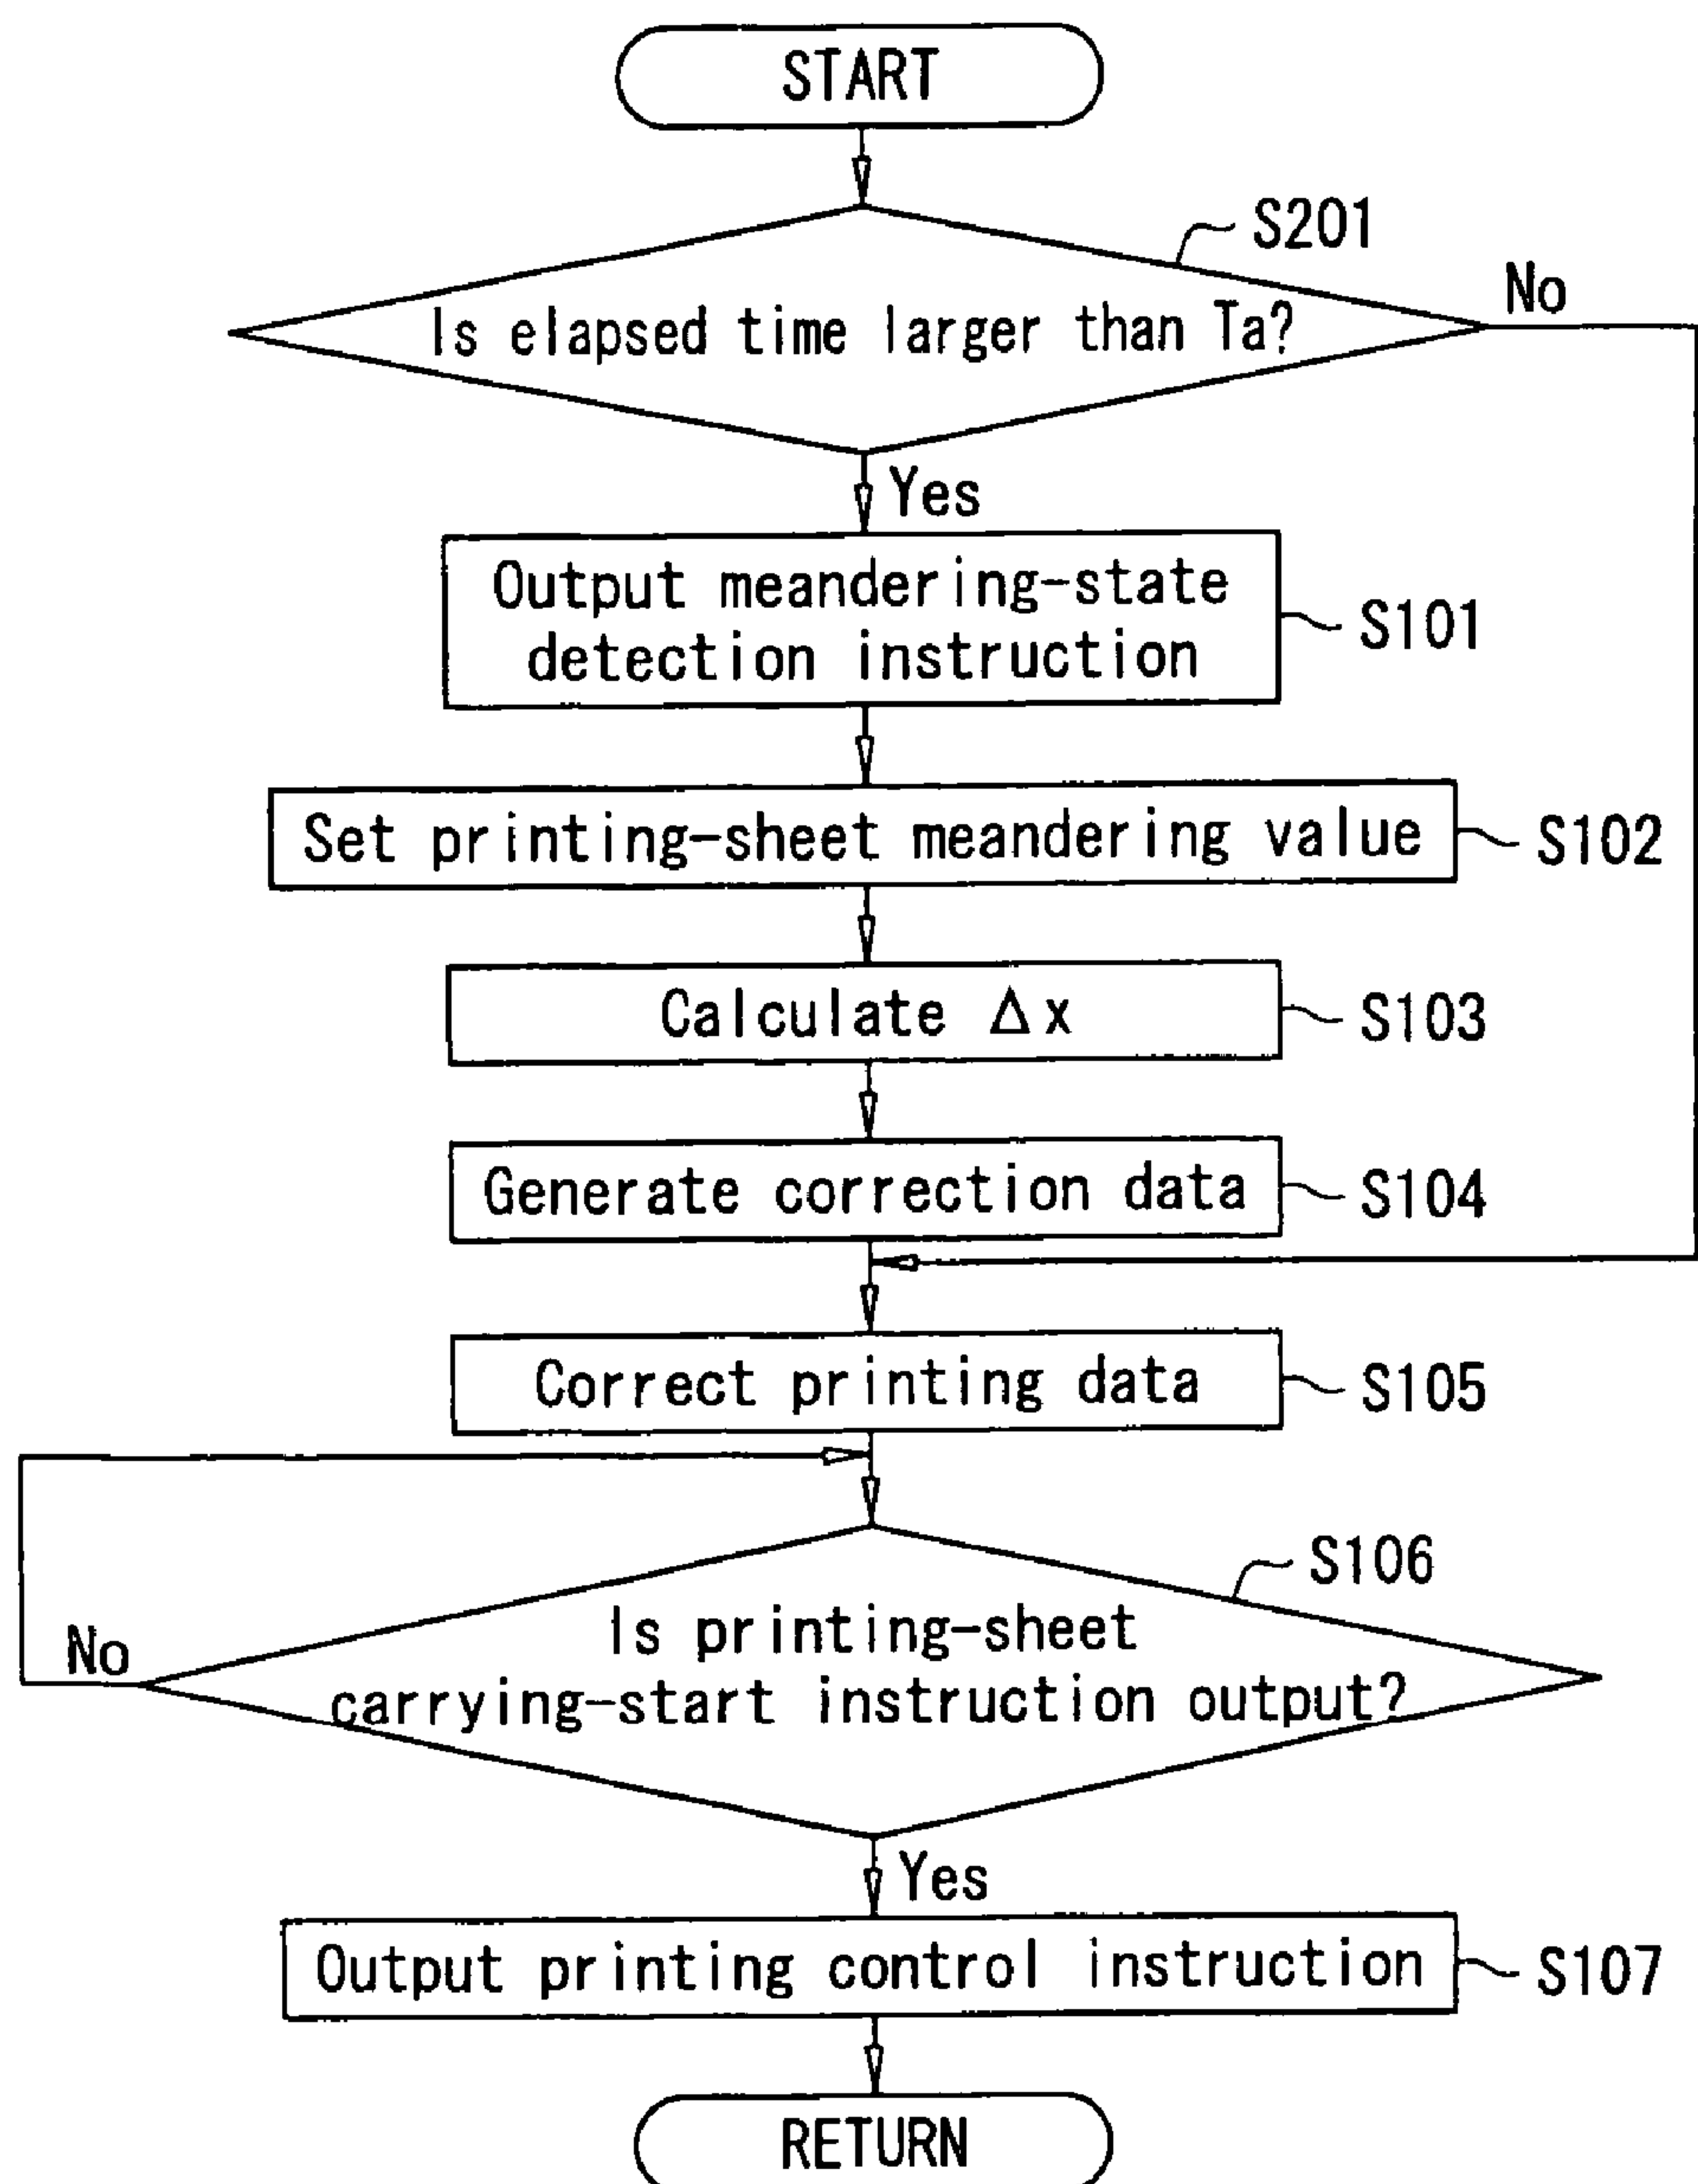 START
S201
No
Is elapsed time larger than Ta?
Yes
Output meandering-state
detection instruction
S101
Set printing-sheet meandering value
S102
Calculate Δx
S103
Generate correction data
S104
Correct printing data
S105
S106
Is printing-sheet
No
carrying-start instruction output?
Yes
Output printing control instruction
S107
RETURN